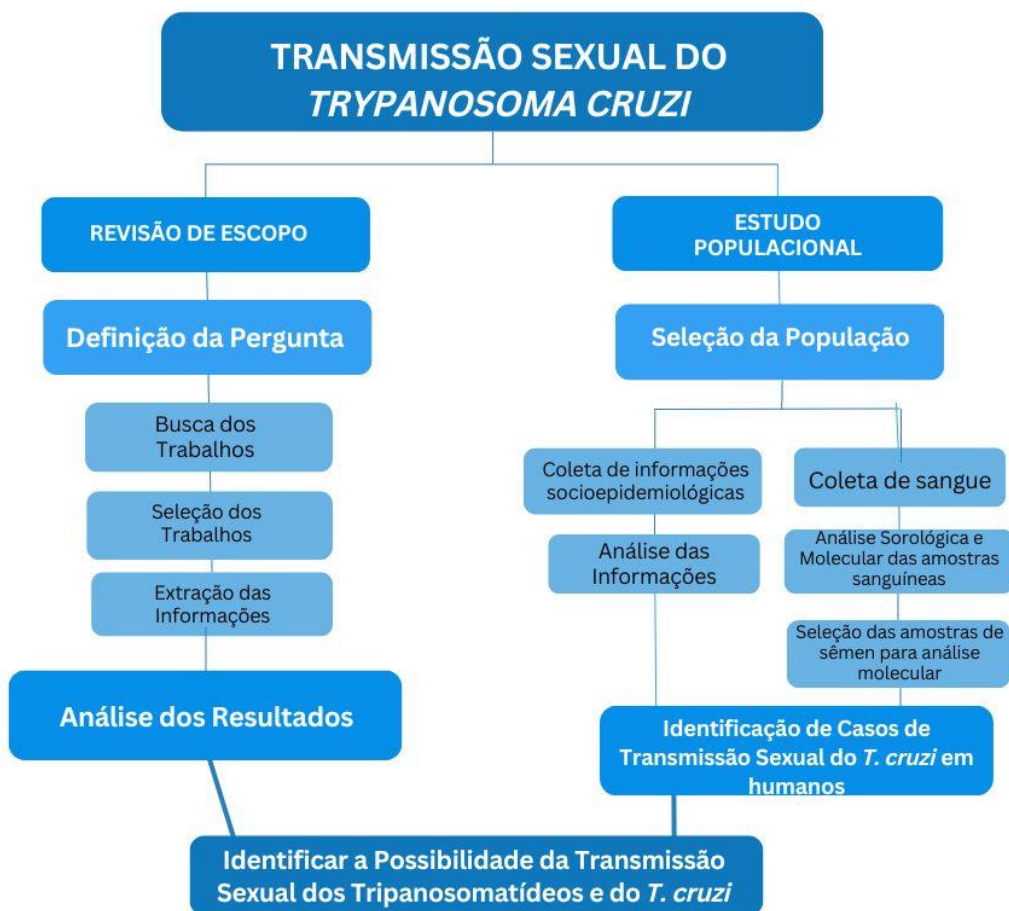 TRANSMISSÃO SEXUAL DO
TRYPANOSOMA CRUZI
REVISÃO DE ESCOPO
Definição da Pergunta
Busca dos
Trabalhos
Seleção dos
Trabalhos
Extração das
Informações
Análise dos Resultados
ESTUDO
POPULACIONAL
Seleção da População
Coleta de informações
socioepidemiológicas
Análise das
Informações
Coleta de sangue
Análise Sorológica e
Molecular das amostras
sanguíneas
Seleção das amostras de
sêmen para análise
molecular
Identificação de Casos de
Transmissão Sexual do T. cruzi em
humanos
Identificar a Possibilidade da Transmissão
Sexual dos Tripanosomatídeos e do T. cruzi